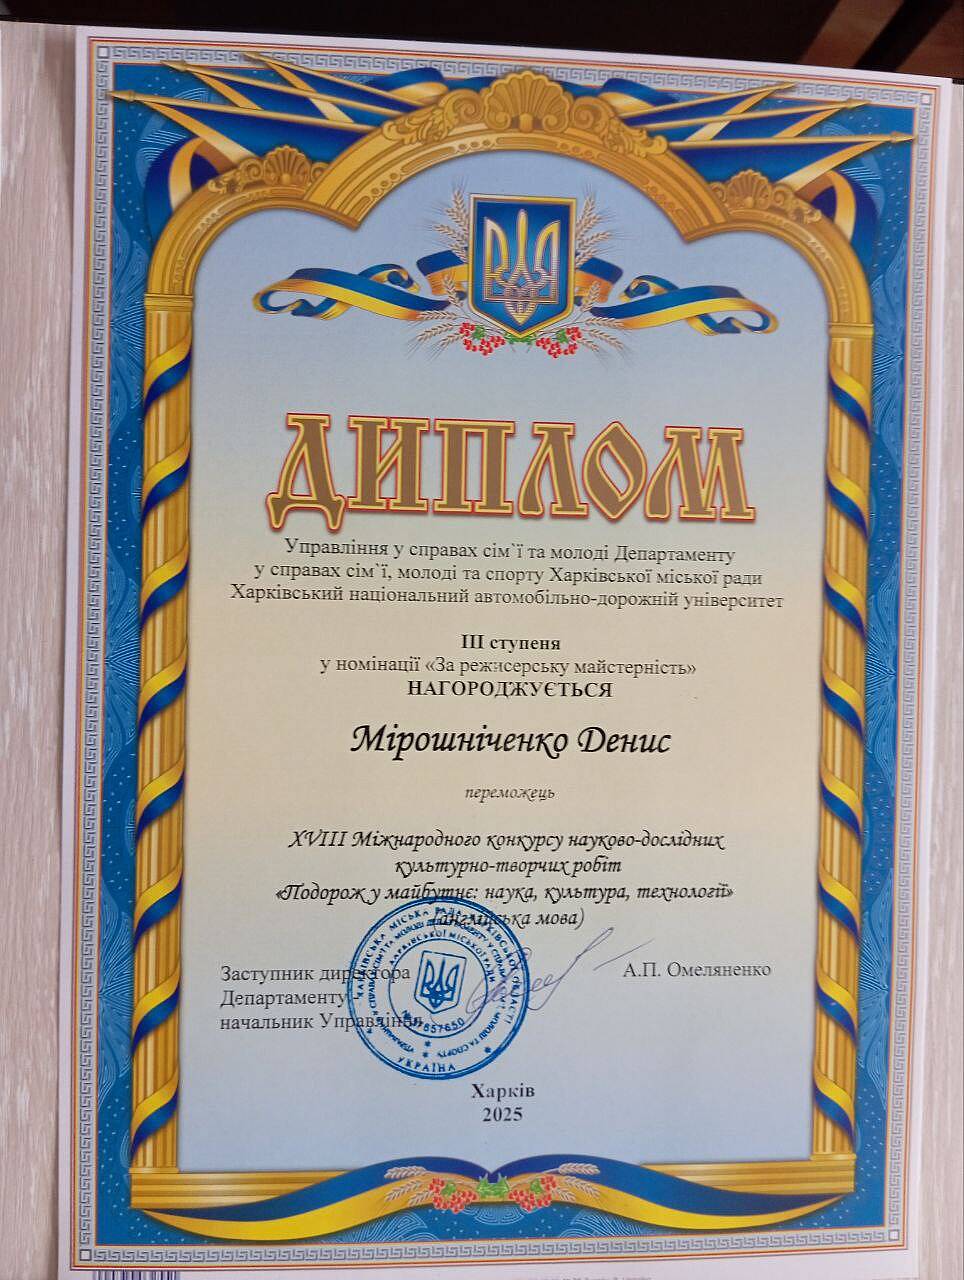 ДИПЛОМ
Управління у справах сім`ї та молоді Департаменту
у справах сім`ї, молоді та спорту Харківської міської ради
Харківський національний автомобільно-дорожній університет
ІІІ ступеня
у номінації «За режисерську майстерність»
НАГОРОДЖУЄТЬСЯ
Мірошніченко Денис
переможець
XVIII Міжнародного конкурсу науково-дослідних
культурно-творчих робіт
«Подорож у майбутнє: наука, культура, технології»
(англійська мова)
Заступник директора
Департаменту -
начальник Управління
А.П. Омеляненко
УКРАЇНА
Харків
2025